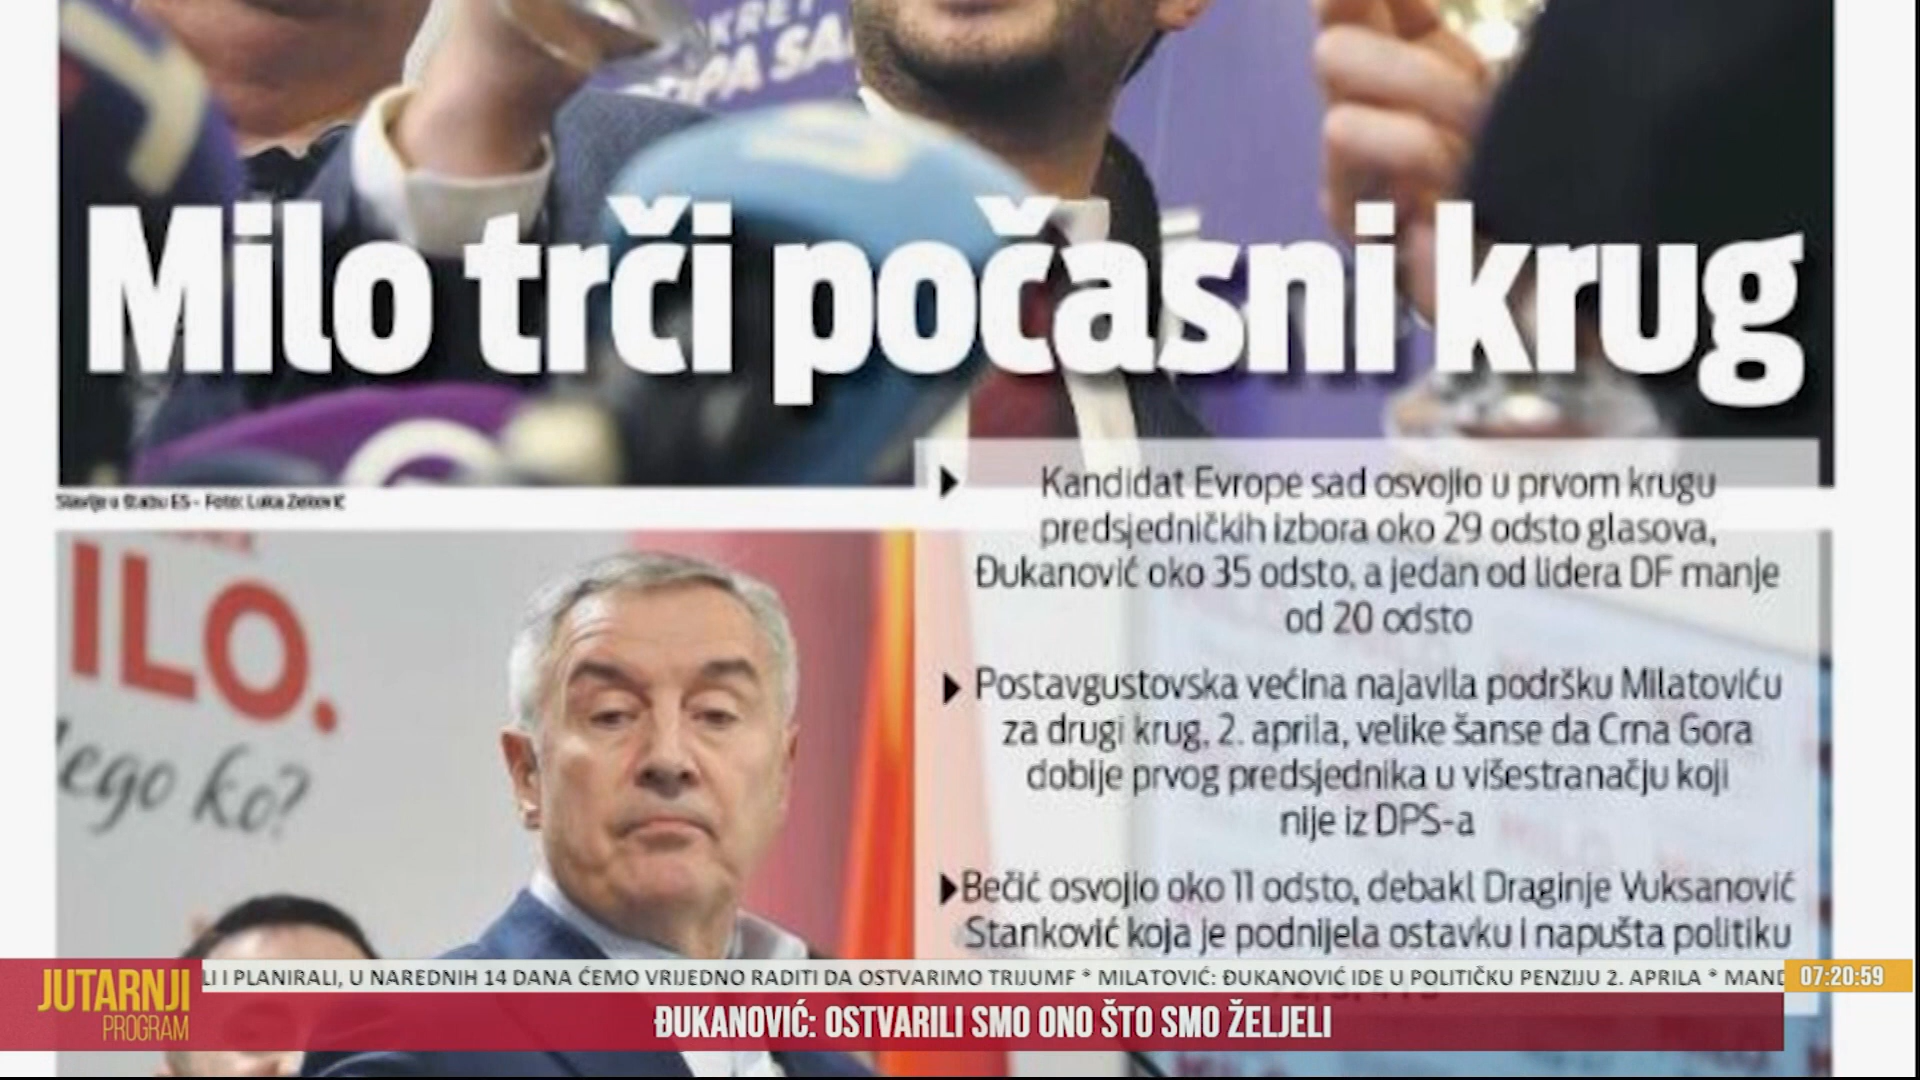 KRET
OPA SA
Milo trči počasni krug
Slavlje u štabu ES - Foto: Luka Zeković
Kandidat Evrope sad osvojio u prvom krugu
predsjedničkih izbora oko 29 odsto glasova,
Đukanović oko 35 odsto, a jedan od lidera DF manje
od 20 odsto
Postavgustovska većina najavila podršku Milatoviću
za drugi krug, 2. aprila, velike šanse da Crna Gora
dobije prvog predsjednika u višestranačju koji
nije iz DPS-a
Bečić osvojio oko 11 odsto, debakl Draginje Vuksanović
Stanković koja je podnijela ostavku i napušta politiku
ILO.
ego ko?
LI I PLANIRALI, U NAREDNIH 14 DANA ĆEMO VRIJEDNO RADITI DA OSTVARIMO TRIJUMF * MILATOVIĆ: ĐUKANOVIĆ IDE U POLITIČKU PENZIJU 2. APRILA * MAND
07:20:59
JUTARNJI
PROGRAM
ĐUKANOVIĆ: OSTVARILI SMO ONO ŠTO SMO ŽELJELI